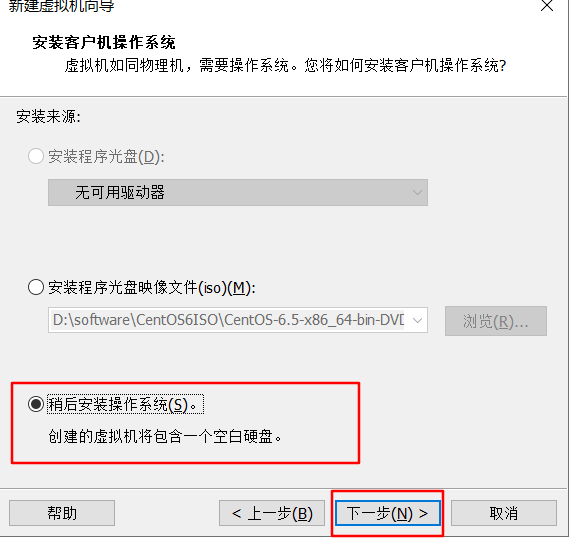 新建虚拟机向导
安装客户机操作系统
虚拟机如同物理机，需要操作系统。您将如何安装客户机操作系统?
安装来源:
安装程序光盘(D):
无可用驱动器
安装程序光盘映像文件(iso)(M):
D:\software\CentOS6ISO\CentOS-6.5-x86_64-bin-DVD
浏览(R)...
稍后安装操作系统(S)。
创建的虚拟机将包含一个空白硬盘。
帮助
< 上一步(B)
下一步(N) >
取消